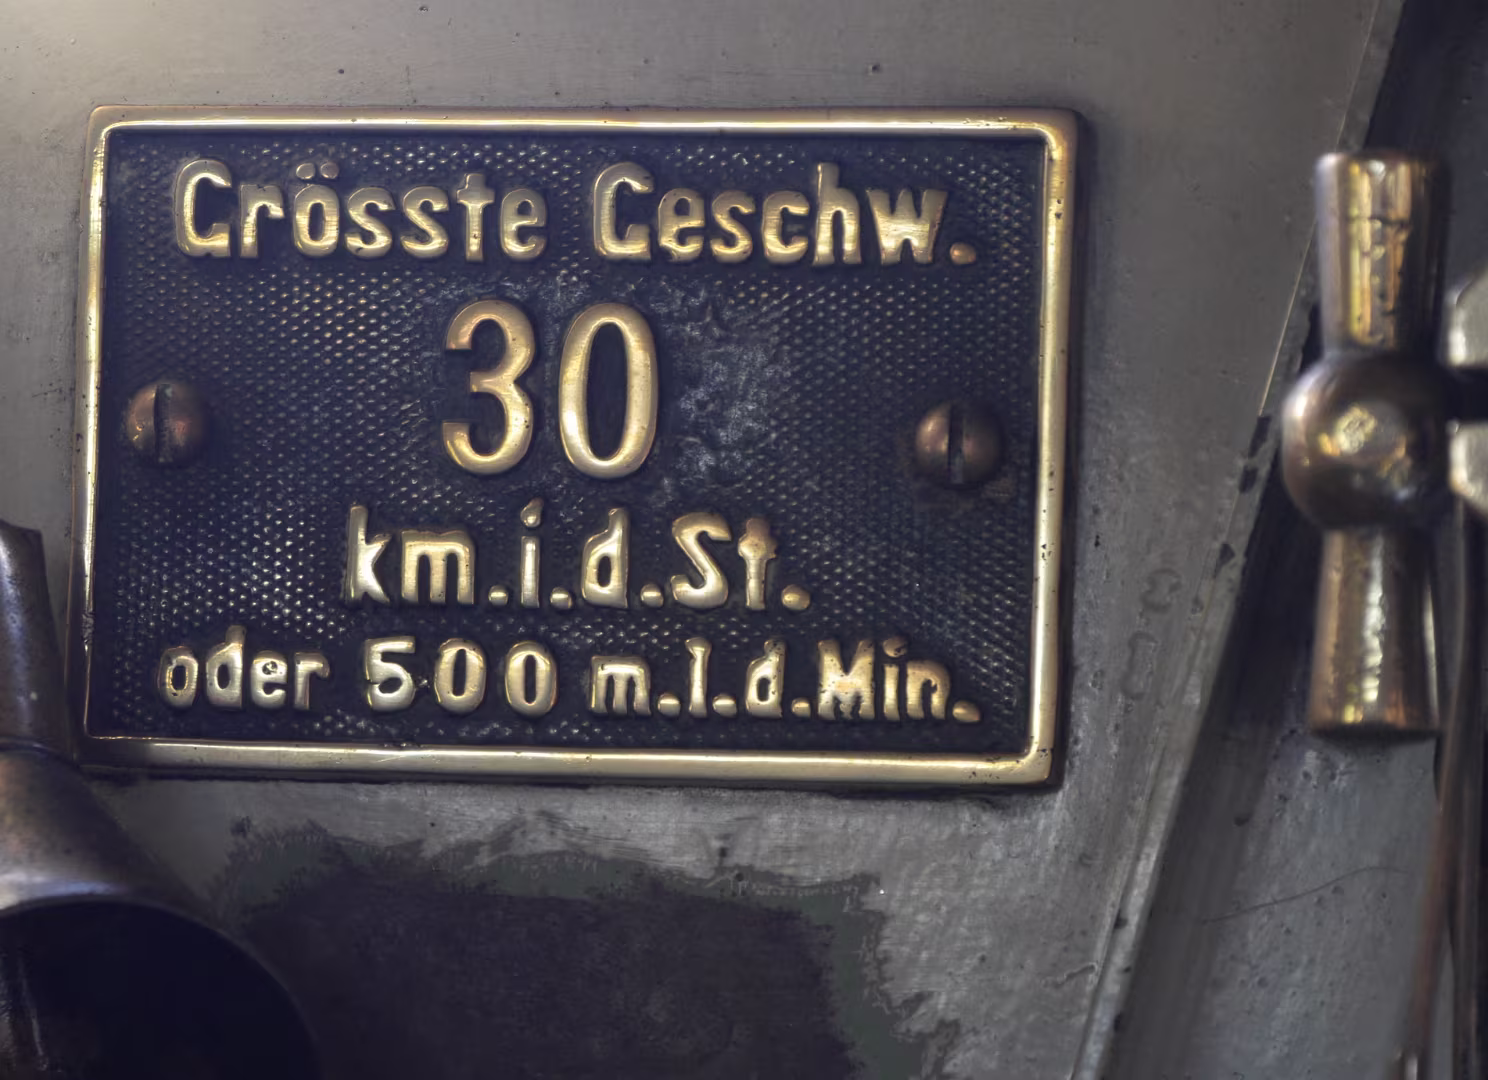 Grösste Geschw.
30
km.i.d.St.
oder 500 m.I.d.Min.